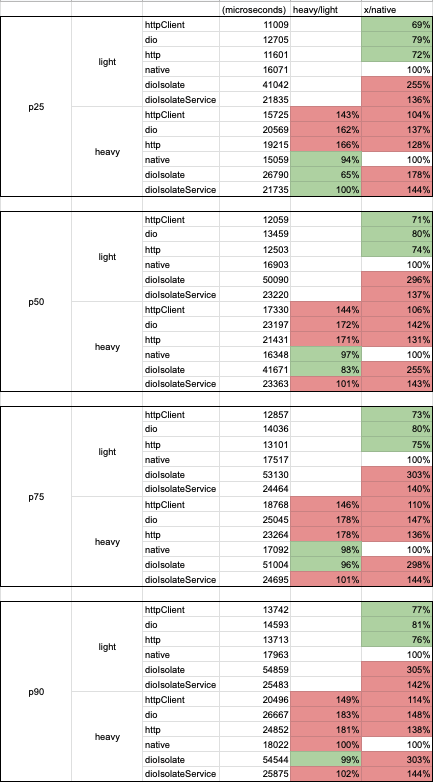 (microseconds) heavy/light x/native
httpClient 11009 69%
dio 12705 79%
http 11601 72%
light
native 16071 100%
dioIsolate 41042 255%
dioIsolateService 21835 136%
p25
httpClient 15725 143% 104%
dio 20569 162% 137%
http 19215 166% 128%
heavy
native 15059 94% 100%
dioIsolate 26790 65% 178%
dioIsolateService 21735 100% 144%
httpClient 12059 71%
dio 13459 80%
http 12503 74%
light
native 16903 100%
dioIsolate 50090 296%
dioIsolateService 23220 137%
p50
httpClient 17330 144% 106%
dio 23197 172% 142%
http 21431 171% 131%
heavy
native 16348 97% 100%
dioIsolate 41671 83% 255%
dioIsolateService 23363 101% 143%
httpClient 12857 73%
dio 14036 80%
http 13101 75%
light
native 17517 100%
dioIsolate 53130 303%
dioIsolateService 24464 140%
p75
httpClient 18768 146% 110%
dio 25045 178% 147%
http 23264 178% 136%
heavy
native 17092 98% 100%
dioIsolate 51004 96% 298%
dioIsolateService 24695 101% 144%
httpClient 13742 77%
dio 14593 81%
http 13713 76%
light
native 17963 100%
dioIsolate 54859 305%
dioIsolateService 25483 142%
p90
httpClient 20496 149% 114%
dio 26667 183% 148%
http 24852 181% 138%
heavy
native 18022 100% 100%
dioIsolate 54544 99% 303%
dioIsolateService 25875 102% 144%